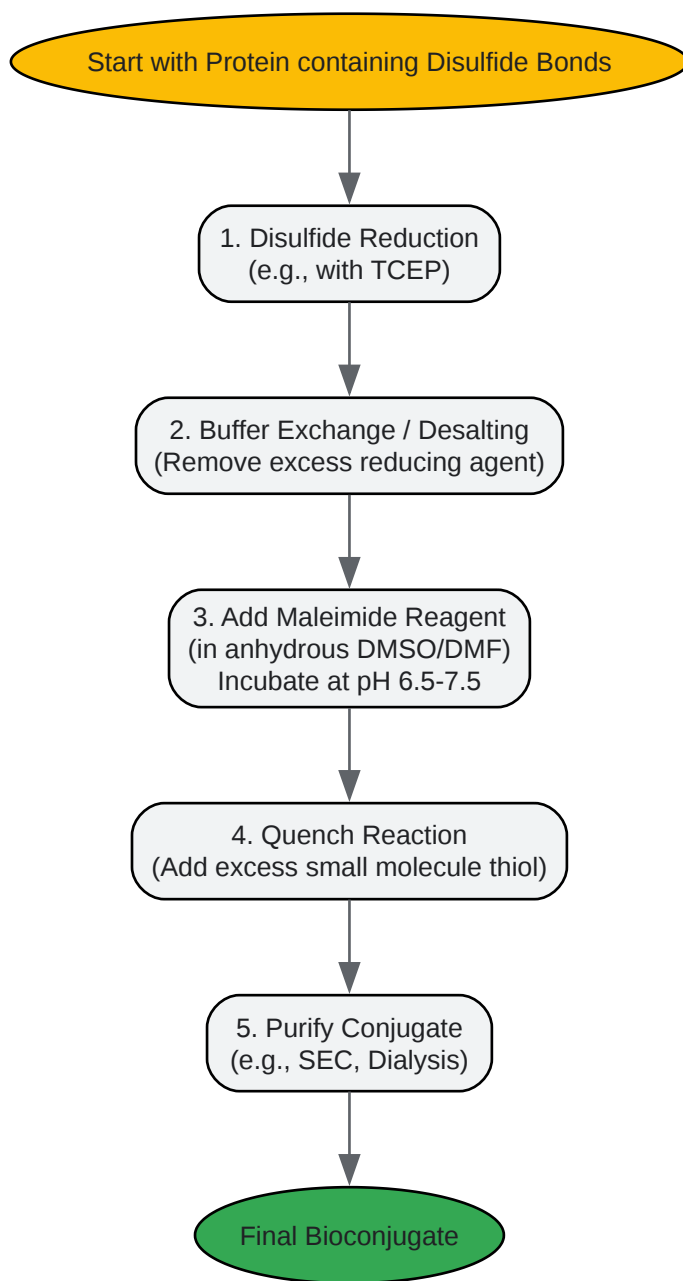 Start with Protein containing Disulfide Bonds
1. Disulfide Reduction
(e.g., with TCEP)
2. Buffer Exchange / Desalting
(Remove excess reducing agent)
3. Add Maleimide Reagent
(in anhydrous DMSO/DMF)
Incubate at pH 6.5-7.5
4. Quench Reaction
(Add excess small molecule thiol)
5. Purify Conjugate
(e.g., SEC, Dialysis)
Final Bioconjugate